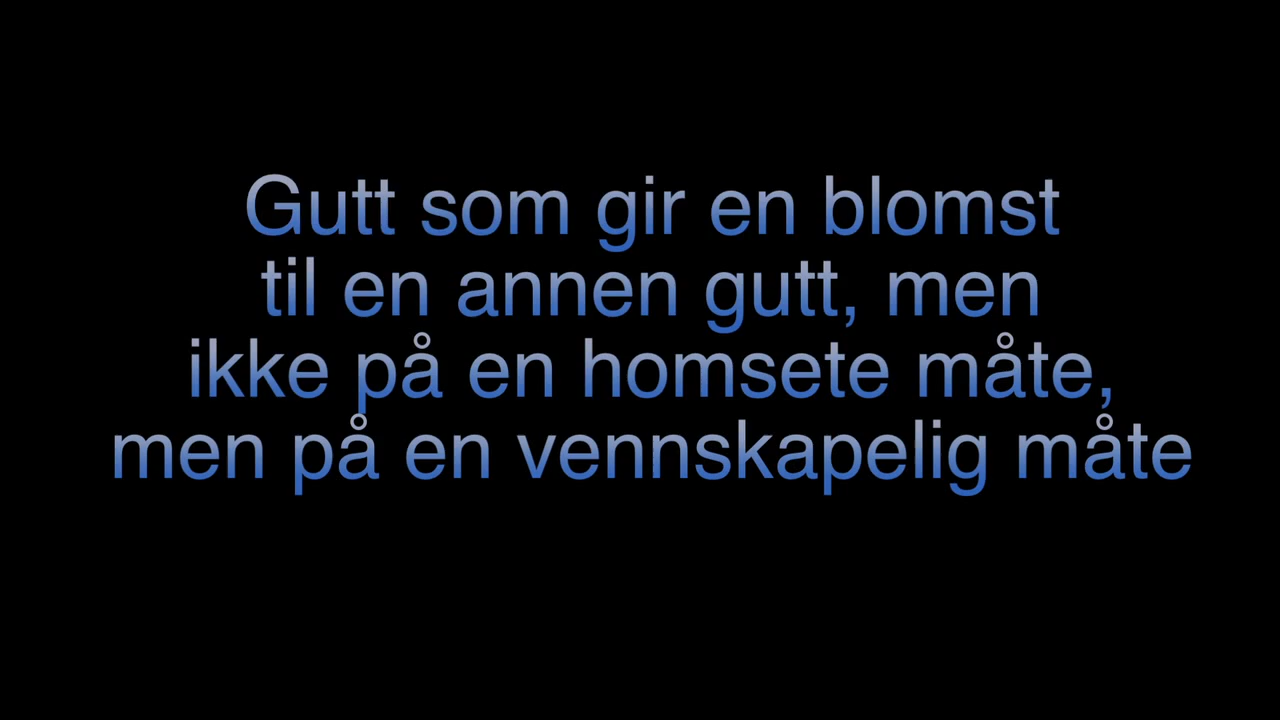 Gutt som gir en blomst
til en annen gutt, men
ikke på en homsete måte,
men på en vennskapelig måte